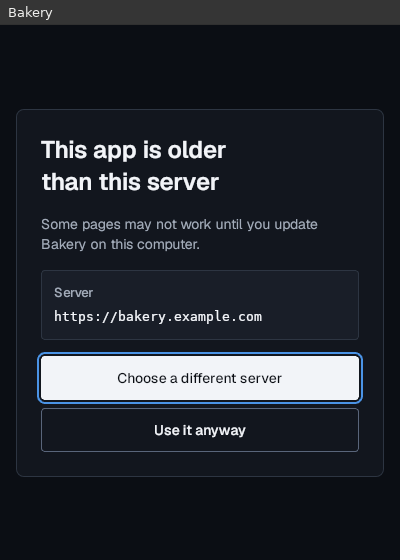 Bakery
This app is older
than this server
Some pages may not work until you update
Bakery on this computer.
Server
https://bakery.example.com
Choose a different server
Use it anyway